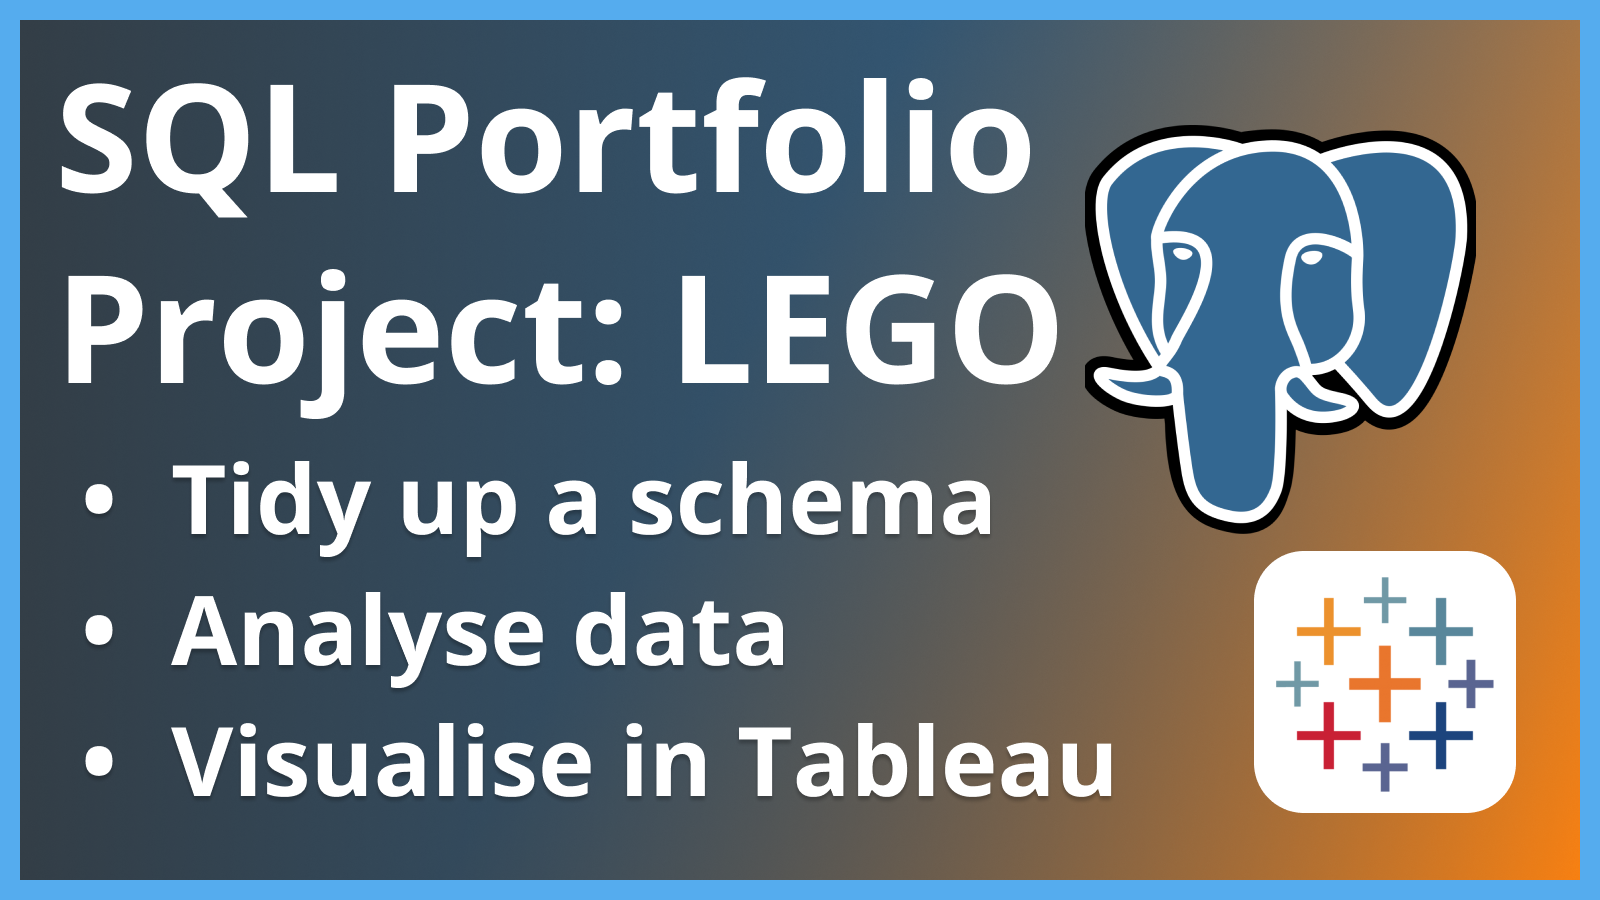 SQL Portfolio
Project: LEGO
• Tidy up a schema
• Analyse data
• Visualise in Tableau